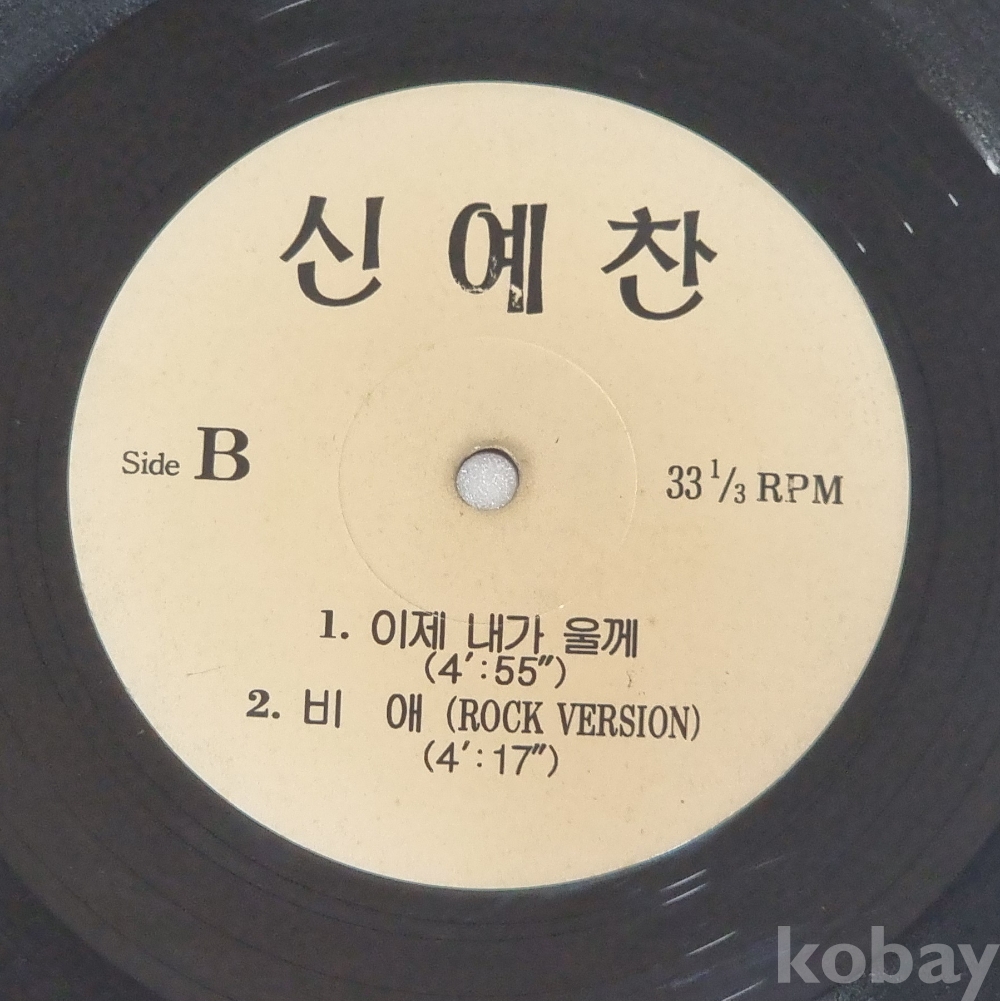 신 예 찬
Side B
33 1/3 RPM
1. 이제 내가 울께
(4′:55″)
2. 비 애 (ROCK VERSION)
(4′:17″)
kobay